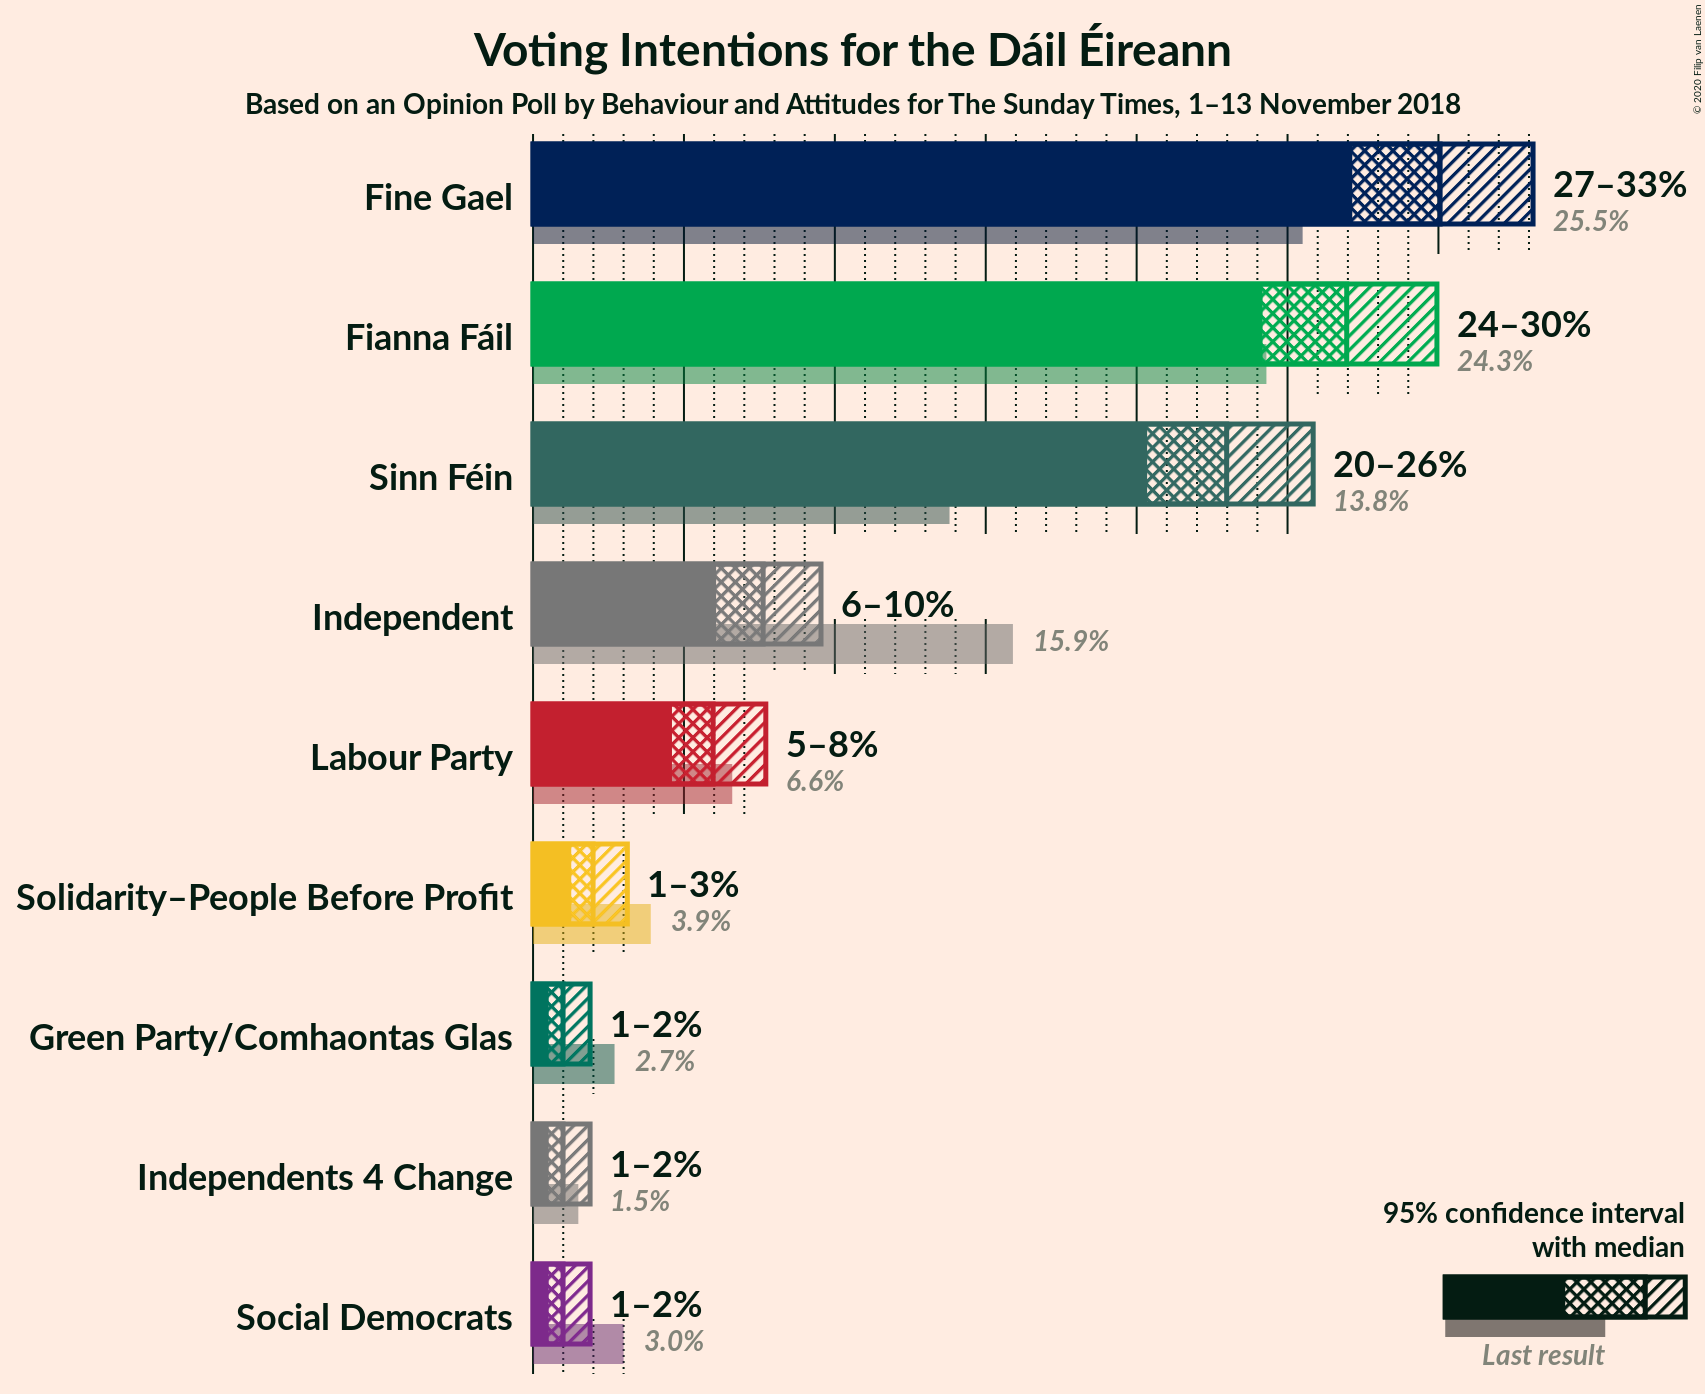 Voting Intentions for the Dáil Éireann
Based on an Opinion Poll by Behaviour and Attitudes for The Sunday Times, 1–13 November 2018
© 2020 Filip van Laenen
Fine Gael
27–33%
25.5%
Fianna Fáil
24–30%
24.3%
Sinn Féin
20–26%
13.8%
Independent
6–10%
15.9%
Labour Party
5–8%
6.6%
Solidarity–People Before Profit
1–3%
3.9%
Green Party/Comhaontas Glas
1–2%
2.7%
Independents 4 Change
1–2%
1.5%
Social Democrats
1–2%
3.0%
95% confidence interval
with median
Last result